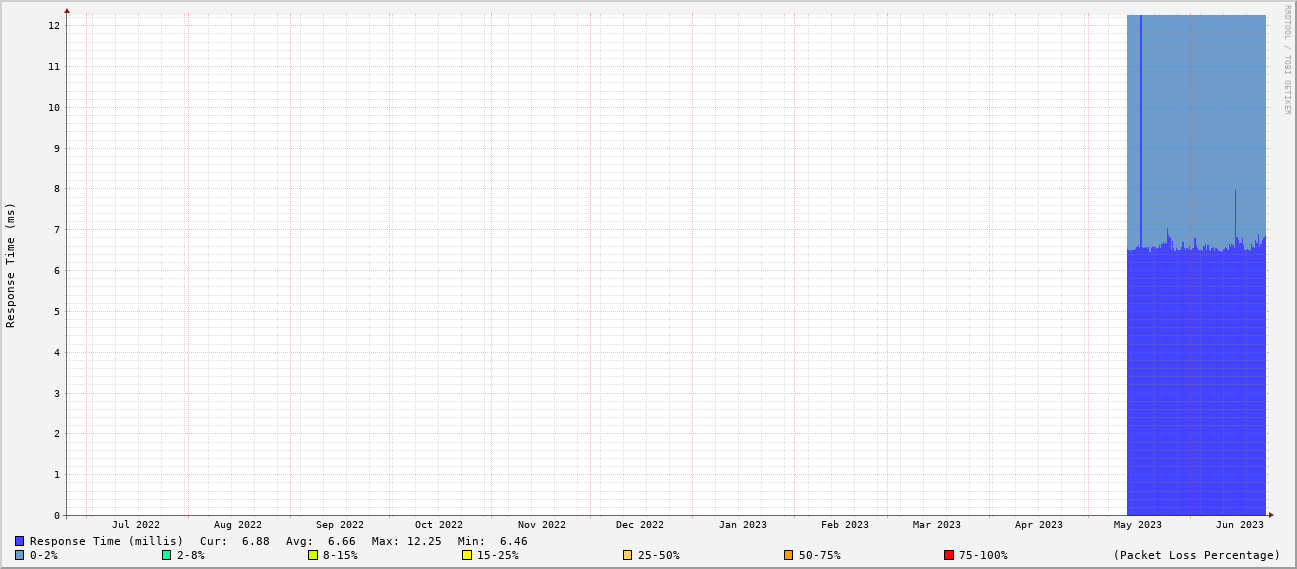 RRDTOOL / TOBI OETIKER
Response Time (ms)
12
11
10
9
8
7
6
5
4
3
2
1
0
Jul 2022 Aug 2022 Sep 2022 Oct 2022 Nov 2022 Dec 2022 Jan 2023 Feb 2023 Mar 2023 Apr 2023 May 2023 Jun 2023
Response Time (millis) Cur: 6.88 Avg: 6.66 Max: 12.25 Min: 6.46
0-2% 2-8% 8-15% 15-25% 25-50% 50-75% 75-100% (Packet Loss Percentage)